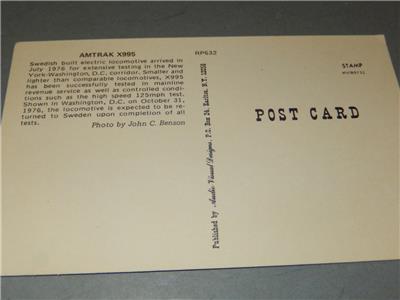 AMTRAK X995
Swedish built electric locomotive arrived in
July 1976 for extensive testing in the New
York-Washington, D.C. corridor. Smaller and
lighter than comparable locomotives, X995
has been successfully tested in mainline
revenue service as well as controlled condi-
tions such as the high speed 125mph test.
Shown in Washington, D.C. on October 31,
1976, the locomotive is expected to be re-
turned to Sweden upon completion of all
tests.
Photo by John C. Benson
RP632
Published by Audio-Visual Designs, P.O. Box 24, Earlton, N.Y. 12058
STAMP
POST CARD